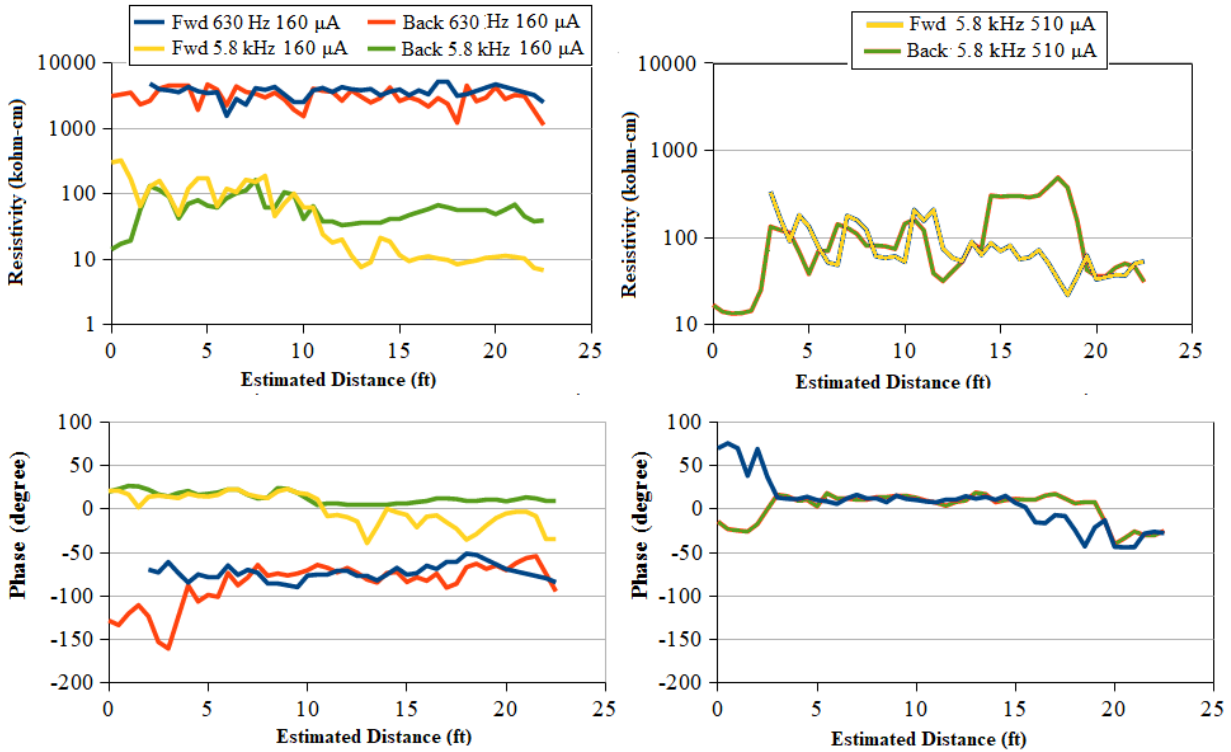 Fwd 630 Hz 160 µA
Back 630 Hz 160 µA
Fwd 5.8 kHz 160 µA
Back 5.8 kHz 160 µA
Resistivity (kohm-cm)
10000
1000
100
10
1
0 5 10 15 20 25
Estimated Distance (ft)
Fwd 5.8 kHz 510 µA
Back 5.8 kHz 510 µA
Resistivity (kohm-cm)
10000
1000
100
10
0 5 10 15 20 25
Estimated Distance (ft)
Phase (degree)
100
50
0
-50
-100
-150
-200
0 5 10 15 20 25
Estimated Distance (ft)
Phase (degree)
100
50
0
-50
-100
-150
-200
0 5 10 15 20 25
Estimated Distance (ft)